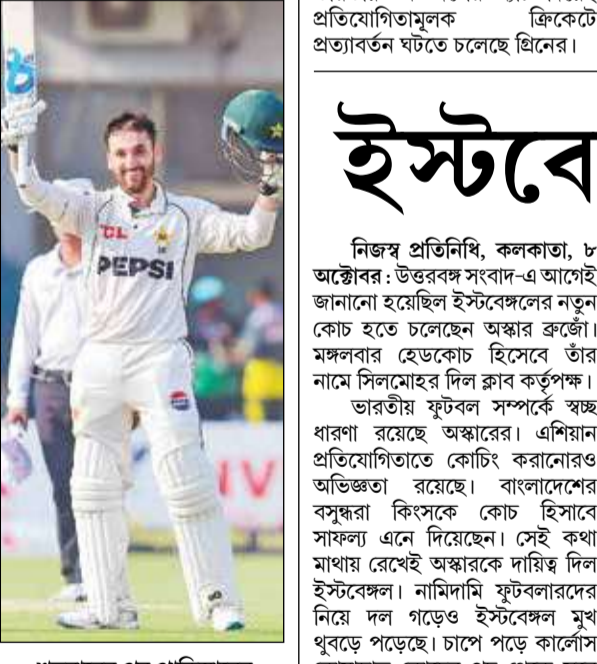 TCL
PEPSI
প্রতিযোগিতামূলক ক্রিকেটে
প্রত্যাবর্তন ঘটতে চলেছে গ্রিনের।
ইস্টবে
নিজস্ব প্রতিনিধি, কলকাতা, ৮
অক্টোবর : উত্তরবঙ্গ সংবাদ-এ আগেই
জানানো হয়েছিল ইস্টবেঙ্গলের নতুন
কোচ হতে চলেছেন অস্কার ব্রুজোঁ।
মঙ্গলবার হেডকোচ হিসেবে তাঁর
নামে সিলমোহর দিল ক্লাব কর্তৃপক্ষ।
ভারতীয় ফুটবল সম্পর্কে স্বচ্ছ
ধারণা রয়েছে অস্কারের। এশিয়ান
প্রতিযোগিতাতে কোচিং করানোরও
অভিজ্ঞতা রয়েছে। বাংলাদেশের
বসুন্ধরা কিংসকে কোচ হিসাবে
সাফল্য এনে দিয়েছেন। সেই কথা
মাথায় রেখেই অস্কারকে দায়িত্ব দিল
ইস্টবেঙ্গল। নামিদামি ফুটবলারদের
নিয়ে দল গড়েও ইস্টবেঙ্গল মুখ
থুবড়ে পড়েছে। চাপে পড়ে কার্লোস